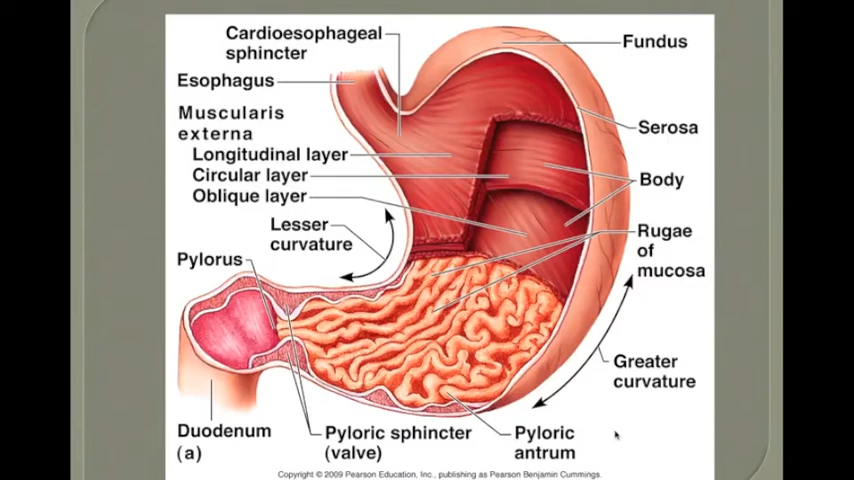 Cardioesophageal
sphincter
Fundus
Esophagus
Muscularis
externa
Serosa
Longitudinal layer
Circular layer
Body
Oblique layer
Lesser
curvature
Rugae
of
mucosa
Pylorus
Greater
curvature
Duodenum
(a)
Pyloric sphincter
(valve)
Pyloric
antrum
Copyright © 2009 Pearson Education, Inc., publishing as Pearson Benjamin Cummings.